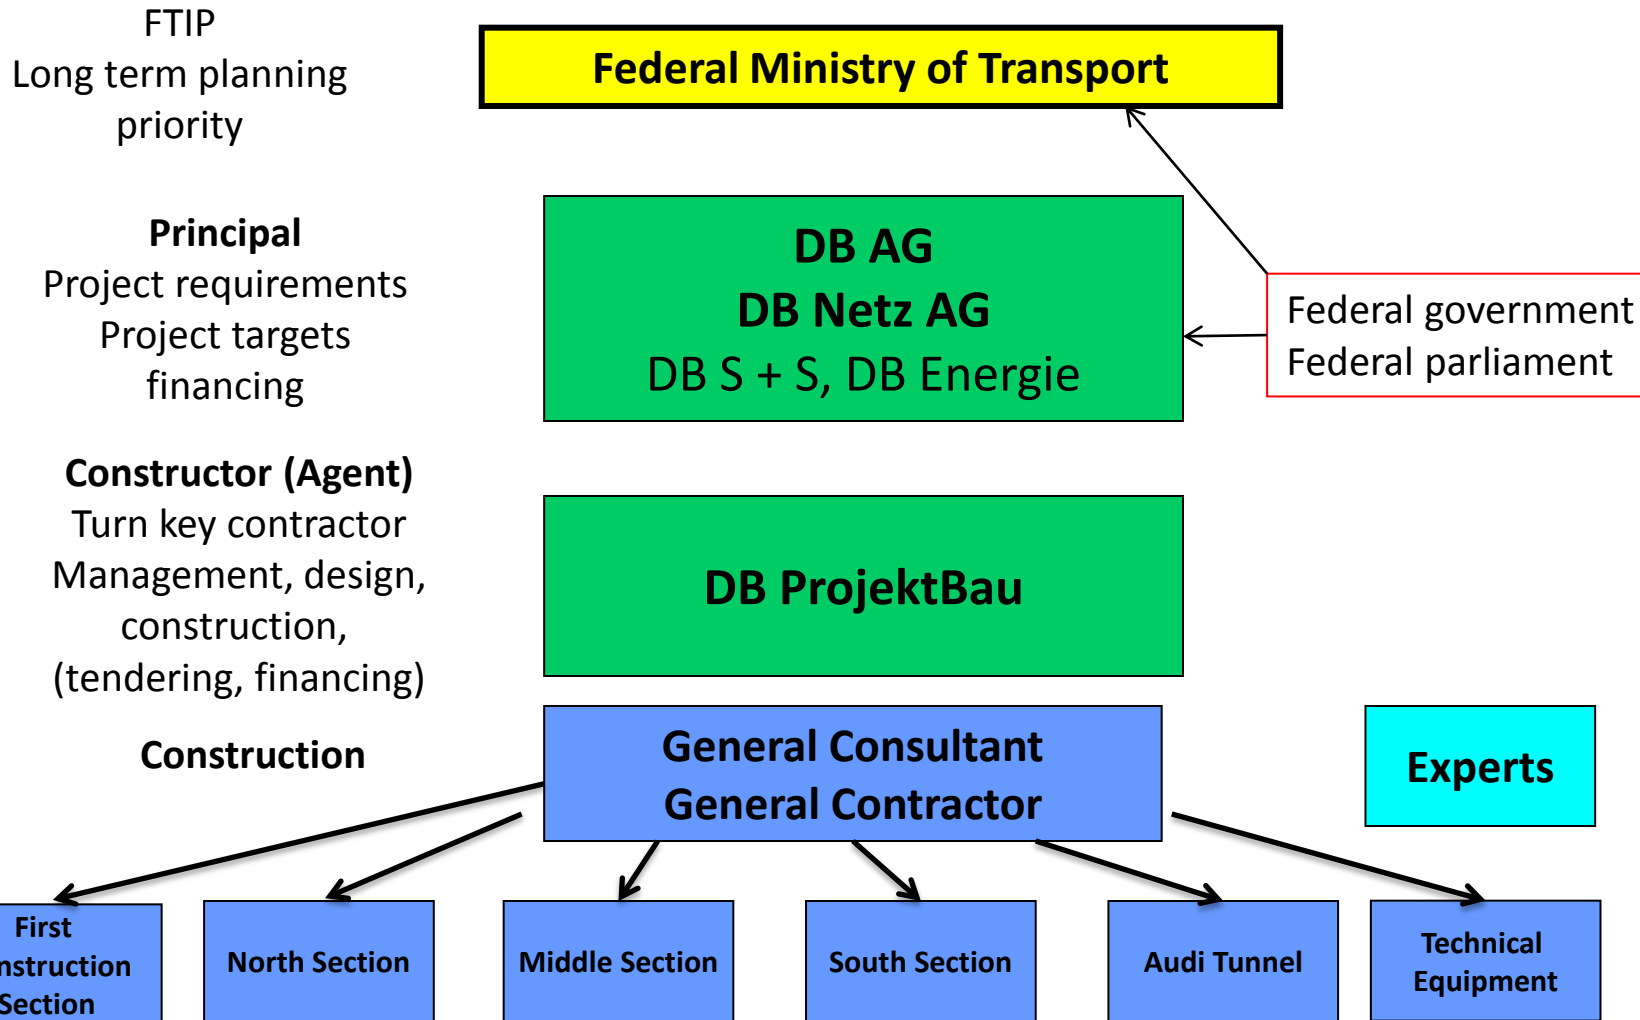 FTIP
Long term planning
priority
Federal Ministry of Transport
Principal
Project requirements
Project targets
financing
DB AG
DB Netz AG
DB S + S, DB Energie
Federal government
Federal parliament
Constructor (Agent)
Turn key contractor
Management, design,
construction,
(tendering, financing)
DB ProjektBau
Construction
General Consultant
General Contractor
Experts
First
nstruction
Section
North Section
Middle Section
South Section
Audi Tunnel
Technical
Equipment